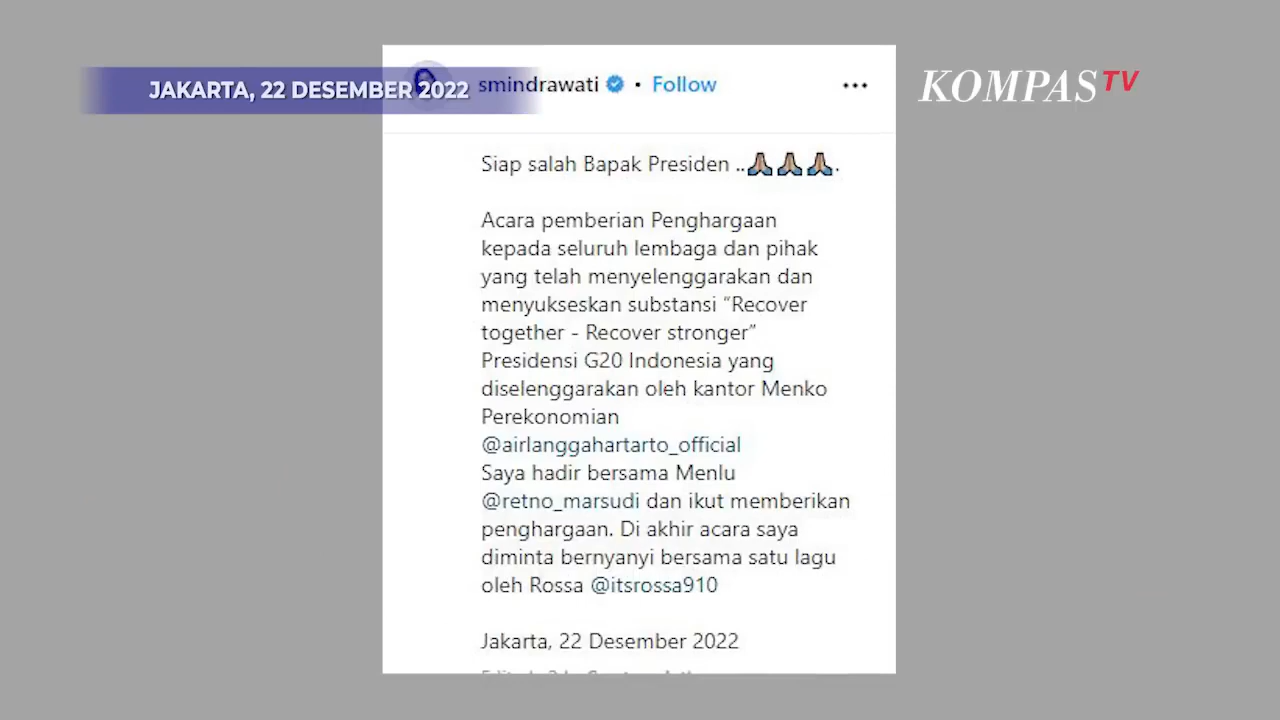 JAKARTA, 22 DESEMBER 2022
smindrawati • Follow
KOMPAS TV
Siap salah Bapak Presiden ..🙏🏽🙏🏽🙏🏽.
Acara pemberian Penghargaan
kepada seluruh lembaga dan pihak
yang telah menyelenggarakan dan
menyukseskan substansi “Recover
together - Recover stronger”
Presidensi G20 Indonesia yang
diselenggarakan oleh kantor Menko
Perekonomian
@airlanggahartarto_official
Saya hadir bersama Menlu
@retno_marsudi dan ikut memberikan
penghargaan. Di akhir acara saya
diminta bernyanyi bersama satu lagu
oleh Rossa @itsrossa910
Jakarta, 22 Desember 2022